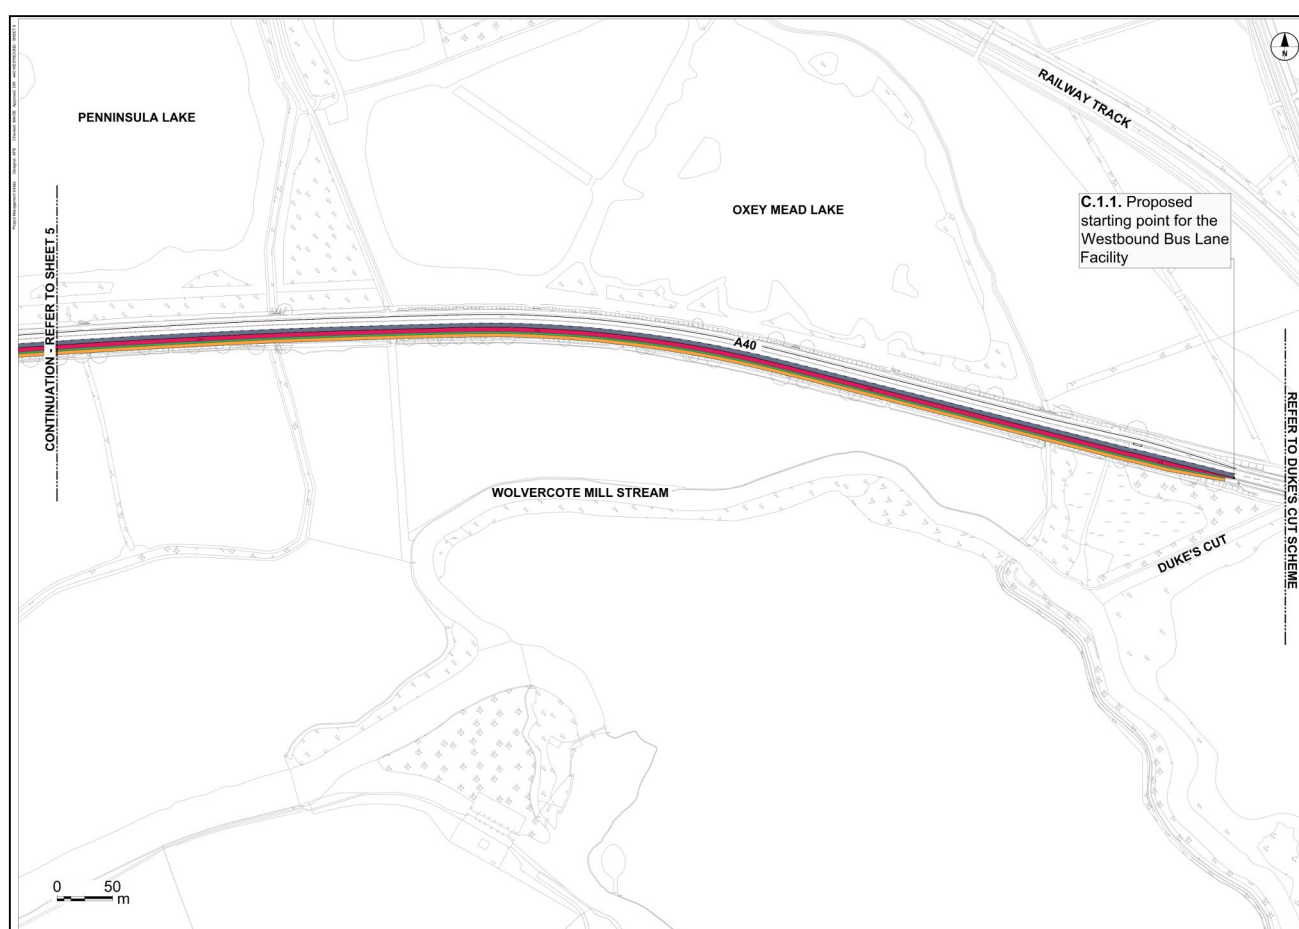 N
RAILWAY TRACK
PENNINSULA LAKE
OXEY MEAD LAKE
C.1.1. Proposed
starting point for the
Westbound Bus Lane
Facility
CONTINUATION - REFER TO SHEET 5
A40
REFER TO DUKE'S CUT SCHEME
WOLVERCOTE MILL STREAM
DUKE'S CUT
0 50
m